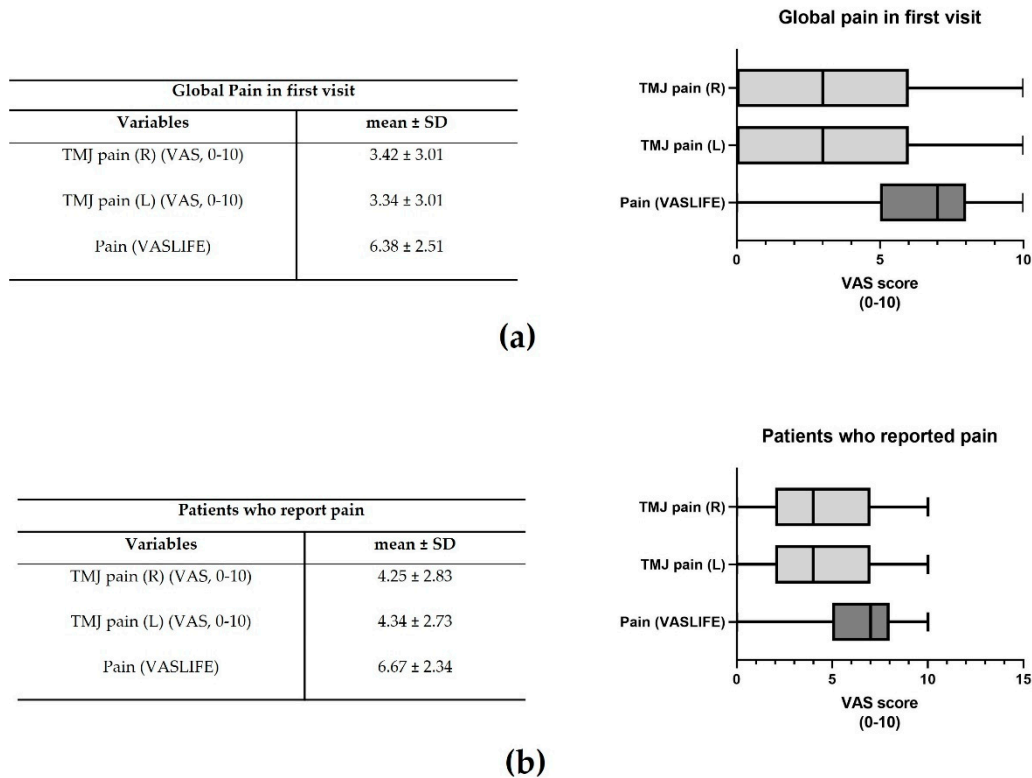 Global Pain in first visit
Variables mean ± SD
TMJ pain (R) (VAS, 0-10) 3.42 ± 3.01
TMJ pain (L) (VAS, 0-10) 3.34 ± 3.01
Pain (VASLIFE) 6.38 ± 2.51
Global pain in first visit
TMJ pain (R)
TMJ pain (L)
Pain (VASLIFE)
0 5 10
VAS score
(0-10)
(a)
Patients who report pain
Variables mean ± SD
TMJ pain (R) (VAS, 0-10) 4.25 ± 2.83
TMJ pain (L) (VAS, 0-10) 4.34 ± 2.73
Pain (VASLIFE) 6.67 ± 2.34
Patients who reported pain
TMJ pain (R)
TMJ pain (L)
Pain (VASLIFE)
0 5 10 15
VAS score
(0-10)
(b)